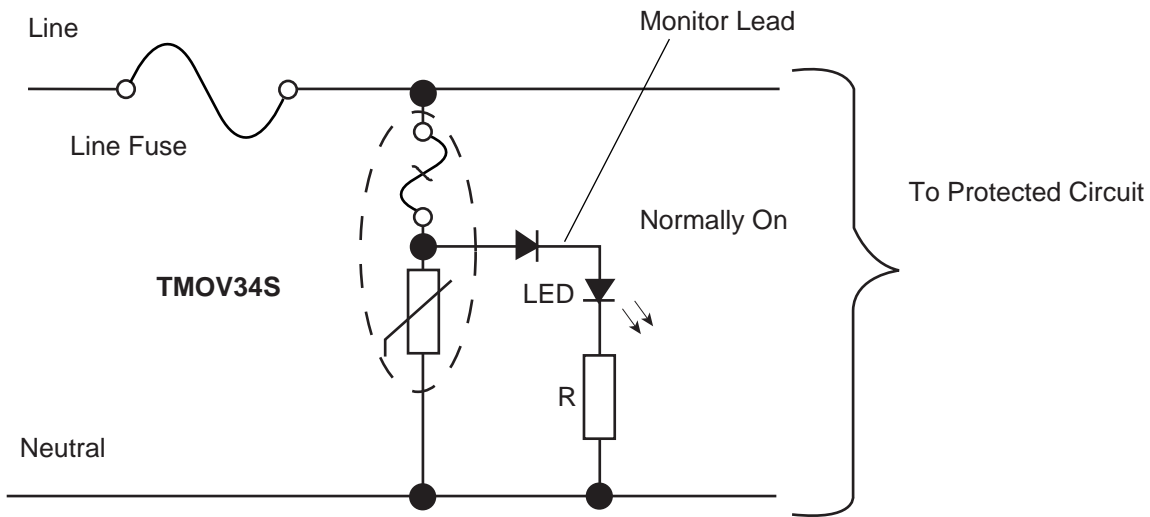 Monitor Lead
Line
Line Fuse
To Protected Circuit
Normally On
TMOV34S
LED
R
Neutral